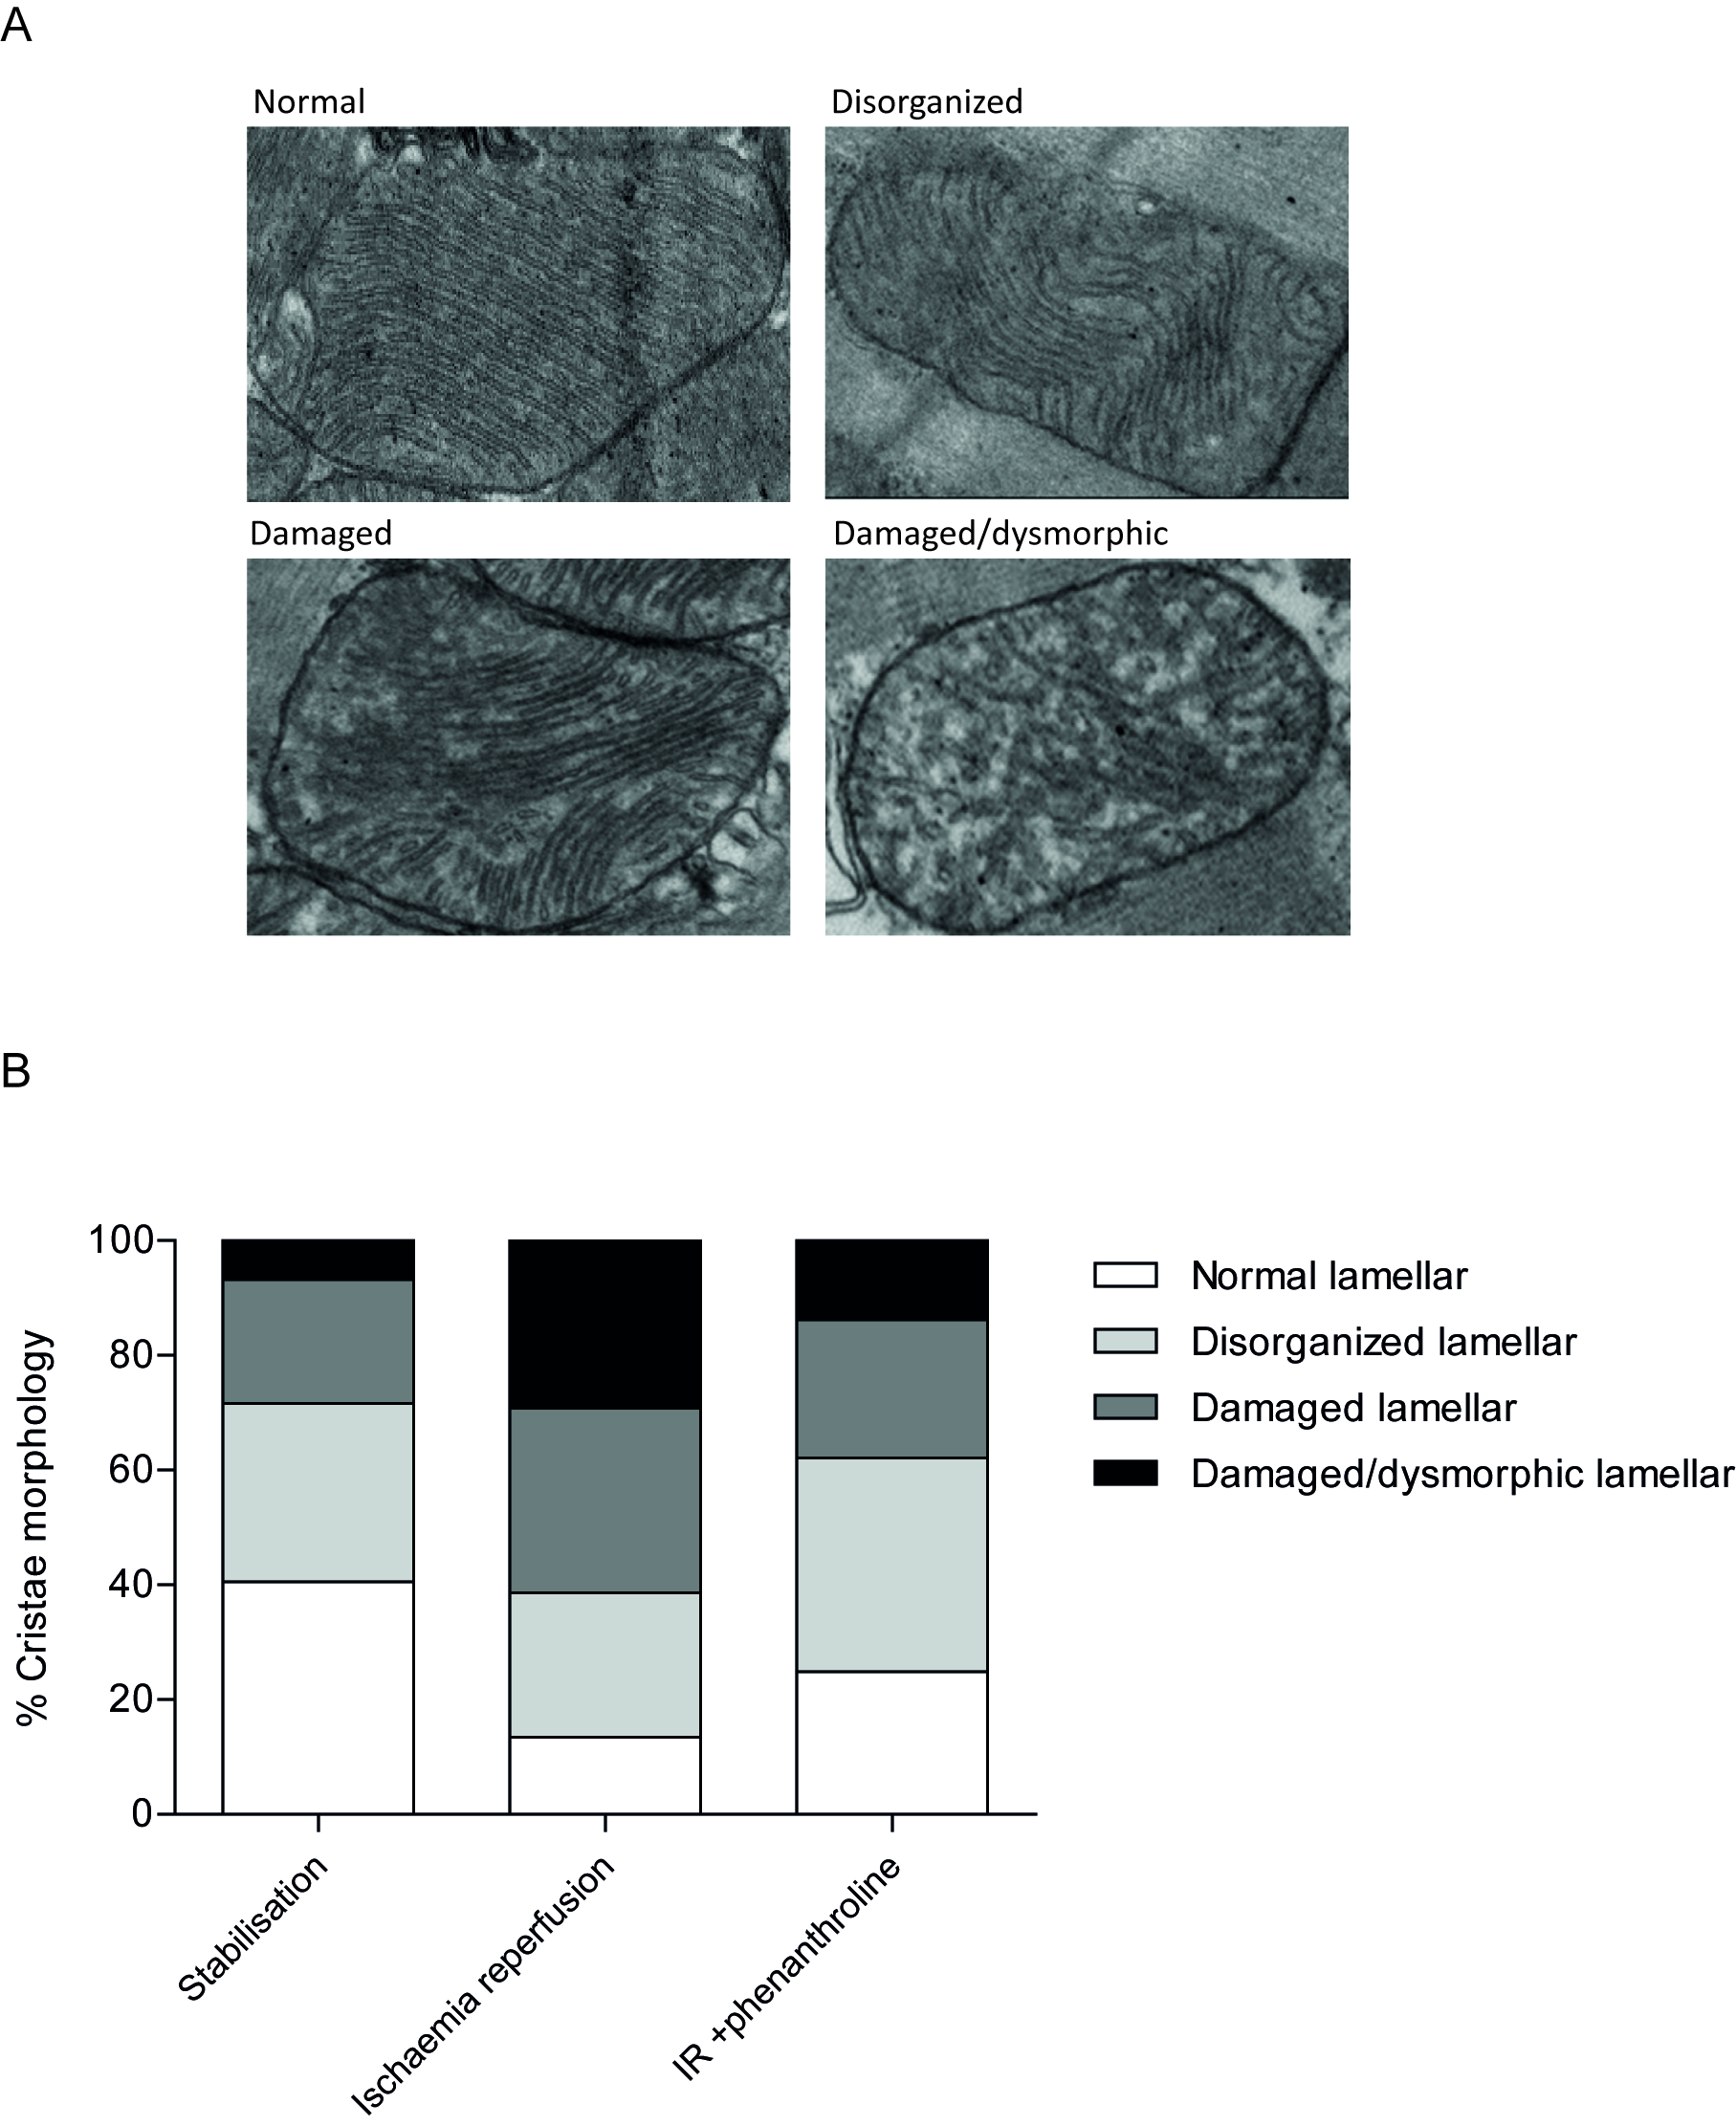 A
Normal
Disorganized
Damaged
Damaged/dysmorphic
B
% Cristae morphology
100
80
60
40
20
0
Stabilisation
Ischaemia reperfusion
IR +phenanthroline
Normal lamellar
Disorganized lamellar
Damaged lamellar
Damaged/dysmorphic lamellar